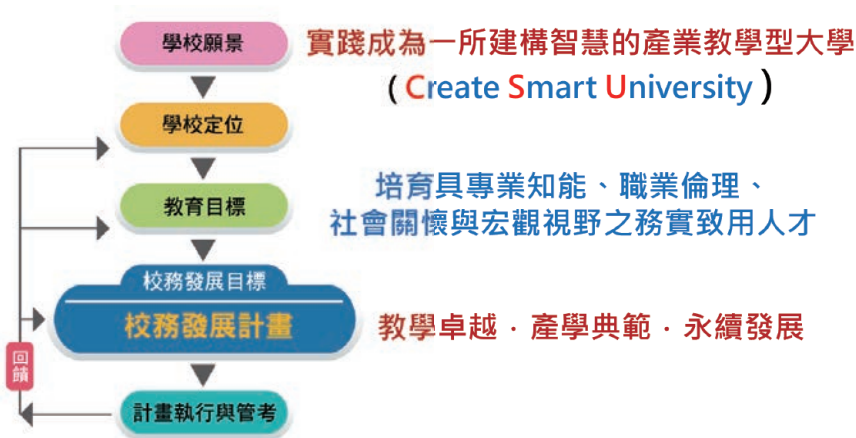 學校願景
實踐成為一所建構智慧的產業教學型大學
( Create Smart University )
學校定位
教育目標
培育具專業知能、職業倫理、
社會關懷與宏觀視野之務實致用人才
校務發展目標
校務發展計畫
教學卓越．產學典範．永續發展
回饋
計畫執行與管考